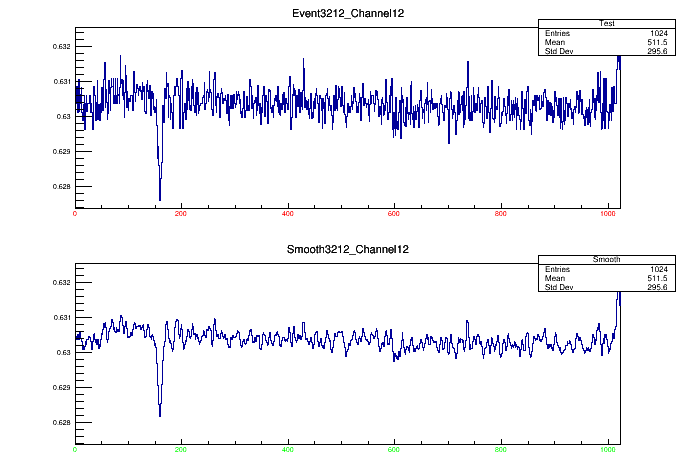 Event3212_Channel12
Test
Entries 1024
Mean 511.5
Std Dev 295.6
0.632
0.631
0.63
0.629
0.628
0 200 400 600 800 1000
Smooth3212_Channel12
Smooth
Entries 1024
Mean 511.5
Std Dev 295.6
0.632
0.631
0.63
0.629
0.628
0 200 400 600 800 1000